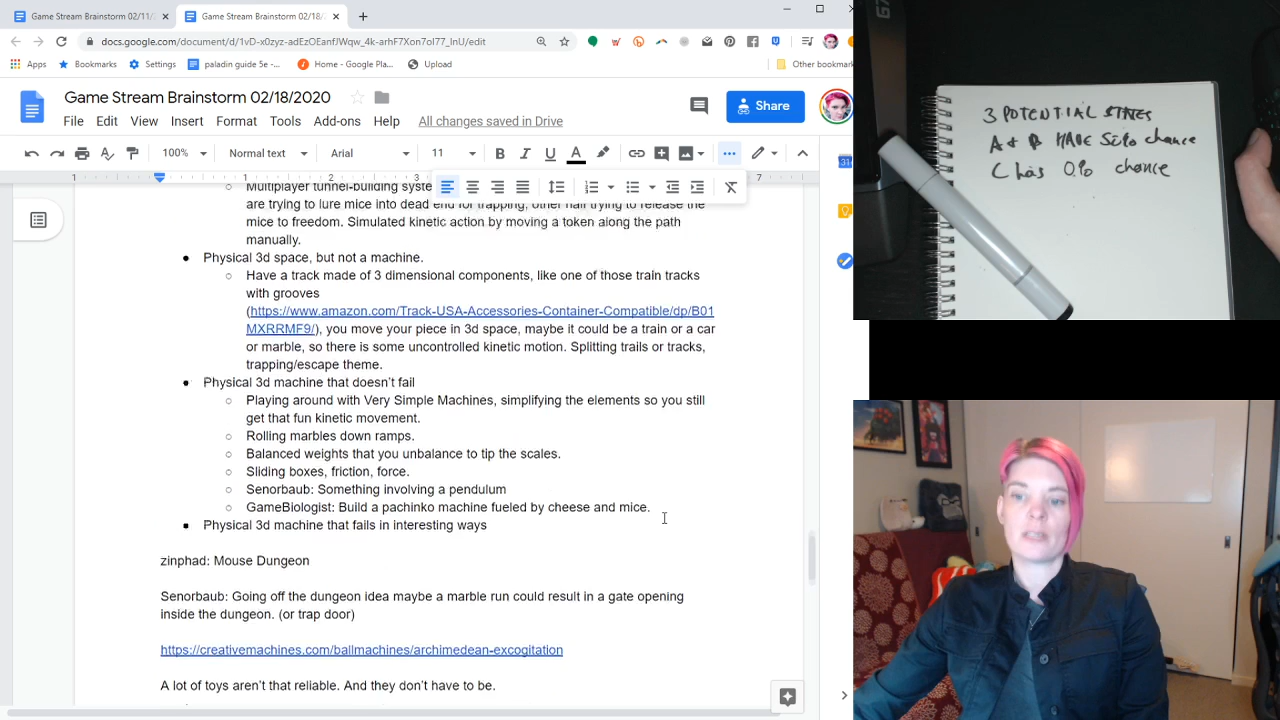 Game Stream Brainstorm 02/11/
Game Stream Brainstorm 02/18/
docs.google.com/document/d/1vD-x0zyz-adEzOEanfJWqw_4k-arhF7Xon7oI77_lnU/edit
Apps
Bookmarks
Settings
paladin guide 5e -
Home - Google Pla...
Upload
Other bookmar
Game Stream Brainstorm 02/18/2020
Share
File Edit View Insert Format Tools Add-ons Help All changes saved in Drive
100% Normal text Arial 11
1 3 7
Multiplayer tunnel-building syste
are trying to lure mice into dead end for trapping, other half trying to release the
mice to freedom. Simulated kinetic action by moving a token along the path
manually.
● Physical 3d space, but not a machine.
○ Have a track made of 3 dimensional components, like one of those train tracks
with grooves
(https://www.amazon.com/Track-USA-Accessories-Container-Compatible/dp/B01
MXRRMF9/), you move your piece in 3d space, maybe it could be a train or a car
or marble, so there is some uncontrolled kinetic motion. Splitting trails or tracks,
trapping/escape theme.
● Physical 3d machine that doesn't fail
○ Playing around with Very Simple Machines, simplifying the elements so you still
get that fun kinetic movement.
○ Rolling marbles down ramps.
○ Balanced weights that you unbalance to tip the scales.
○ Sliding boxes, friction, force.
○ Senorbaub: Something involving a pendulum
○ GameBiologist: Build a pachinko machine fueled by cheese and mice.
● Physical 3d machine that fails in interesting ways
zinphad: Mouse Dungeon
Senorbaub: Going off the dungeon idea maybe a marble run could result in a gate opening
inside the dungeon. (or trap door)
https://creativemachines.com/ballmachines/archimedean-excogitation
A lot of toys aren't that reliable. And they don't have to be.
31
3 POTENTIAL STATES
A + B HAVE 50% chance
C has 0% chance